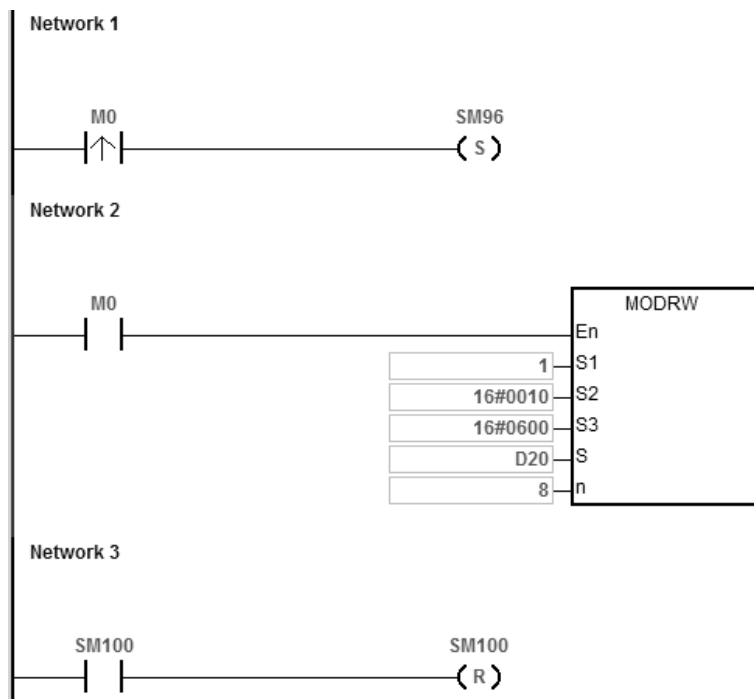 Network 1
M0 SM96
S
Network 2
M0 MODRW
En
1 S1
16#0010 S2
16#0600 S3
D20 S
8 n
Network 3
SM100 SM100
R